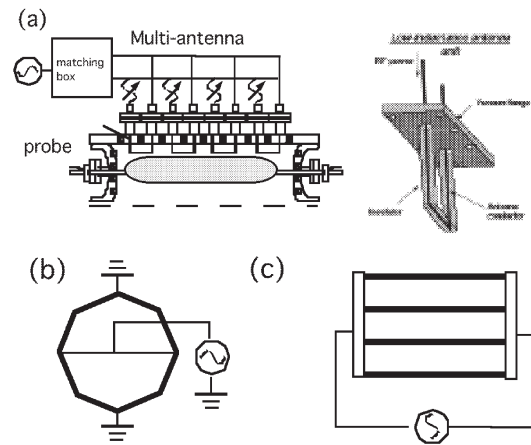 (a)
Multi-antenna
matching
box
probe
Low inductance antenna
unit
RF power
Vacuum flange
Insulator
Antenna
conductor
(b)
(c)